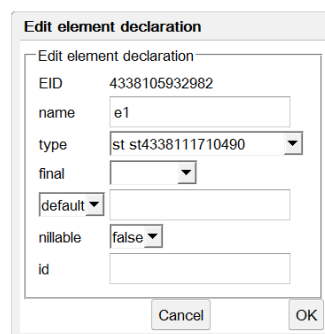 Edit element declaration
Edit element declaration
EID 4338105932982
name e1
type st st4338111710490
final
default
nillable false
id
Cancel OK